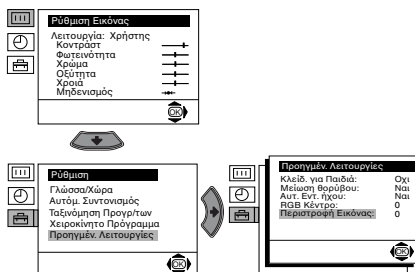 Ρύθμιση Εικόνας
Λειτουργία: Χρήστης
Κοντράστ
Φωτεινότητα
Χρώμα
Οξύτητα
Χροιά
Μηδενισμός
OK
Ρύθμιση
Γλώσσα/Χώρα
Αυτόμ. Συντονισμός
Ταξινόμηση Προγρ/των
Χειροκίνητο Πρόγραμμα
Προηγμέν. Λειτουργίες
OK
Προηγμέν. Λειτουργίες
Κλείδ. για Παιδιά: Οχι
Μείωση θορύβου: Ναι
Αυτ. Εντ. ήχου: Ναι
RGB Κέντρο: 0
Περιστροφή Εικόνας: 0
OK